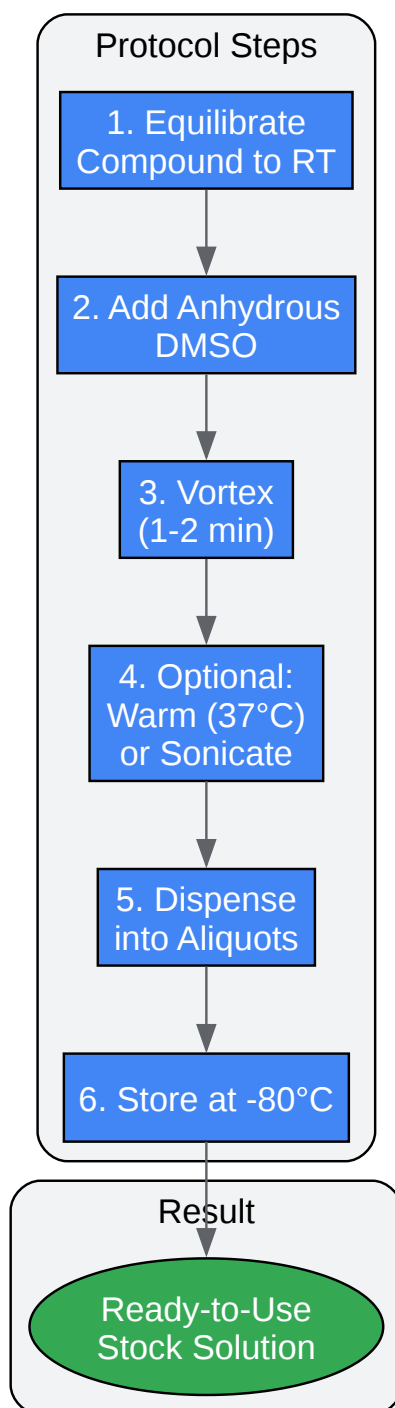 Protocol Steps
1. Equilibrate
Compound to RT
2. Add Anhydrous
DMSO
3. Vortex
(1-2 min)
4. Optional:
Warm (37°C)
or Sonicate
5. Dispense
into Aliquots
6. Store at -80°C
Result
Ready-to-Use
Stock Solution